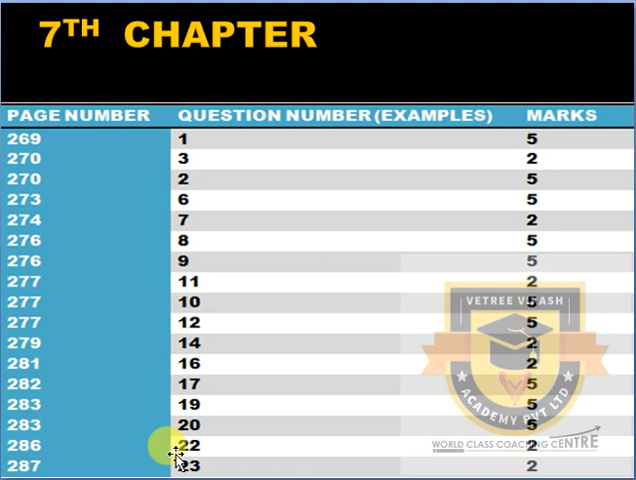 7TH CHAPTER
PAGE NUMBER QUESTION NUMBER (EXAMPLES) MARKS
269 1 5
270 3 2
270 2 5
273 6 5
274 7 2
276 8 5
276 9 5
277 11 2
277 10 5
277 12 5
279 14 2
281 16 2
282 17 5
283 19 5
283 20 5
286 22 2
287 23 2
VETREE VIKASH
ACADEMY PVT LTD
WORLD CLASS COACHING CENTRE